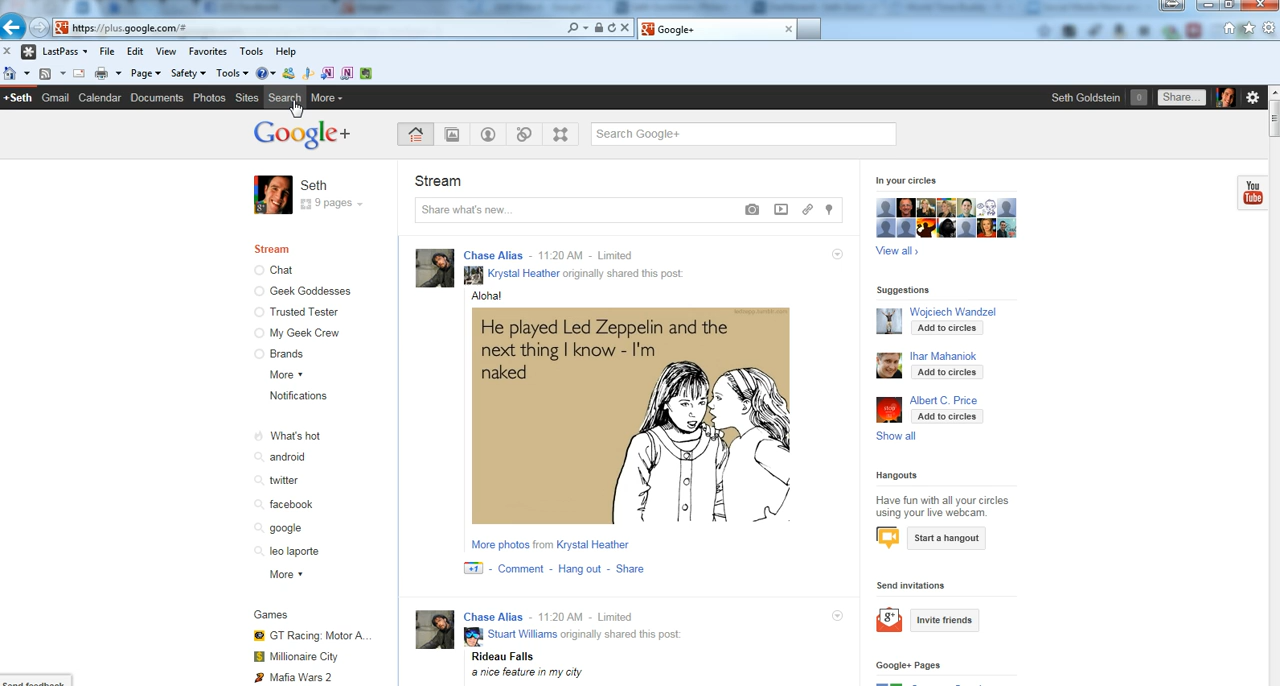 https://plus.google.com/#
Google+
LastPass File Edit View Favorites Tools Help
Page Safety Tools
+Seth Gmail Calendar Documents Photos Sites Search More Seth Goldstein 0 Share...
Google+
Search Google+
Seth
9 pages
Stream
Chat
Geek Goddesses
Trusted Tester
My Geek Crew
Brands
More
Notifications
What's hot
android
twitter
facebook
google
leo laporte
More
Games
GT Racing: Motor A...
Millionaire City
Mafia Wars 2
Send feedback
Stream
Share what's new...
Chase Alias - 11:20 AM - Limited
Krystal Heather originally shared this post:
Aloha!
He played Led Zeppelin and the
next thing I know - I'm
naked
More photos from Krystal Heather
+1 - Comment - Hang out - Share
Chase Alias - 11:20 AM - Limited
Stuart Williams originally shared this post:
Rideau Falls
a nice feature in my city
In your circles
View all ›
Suggestions
Wojciech Wandzel
Add to circles
Ihar Mahaniok
Add to circles
Albert C. Price
Add to circles
Show all
Hangouts
Have fun with all your circles
using your live webcam.
Start a hangout
Send invitations
Invite friends
Google+ Pages
You
Tube